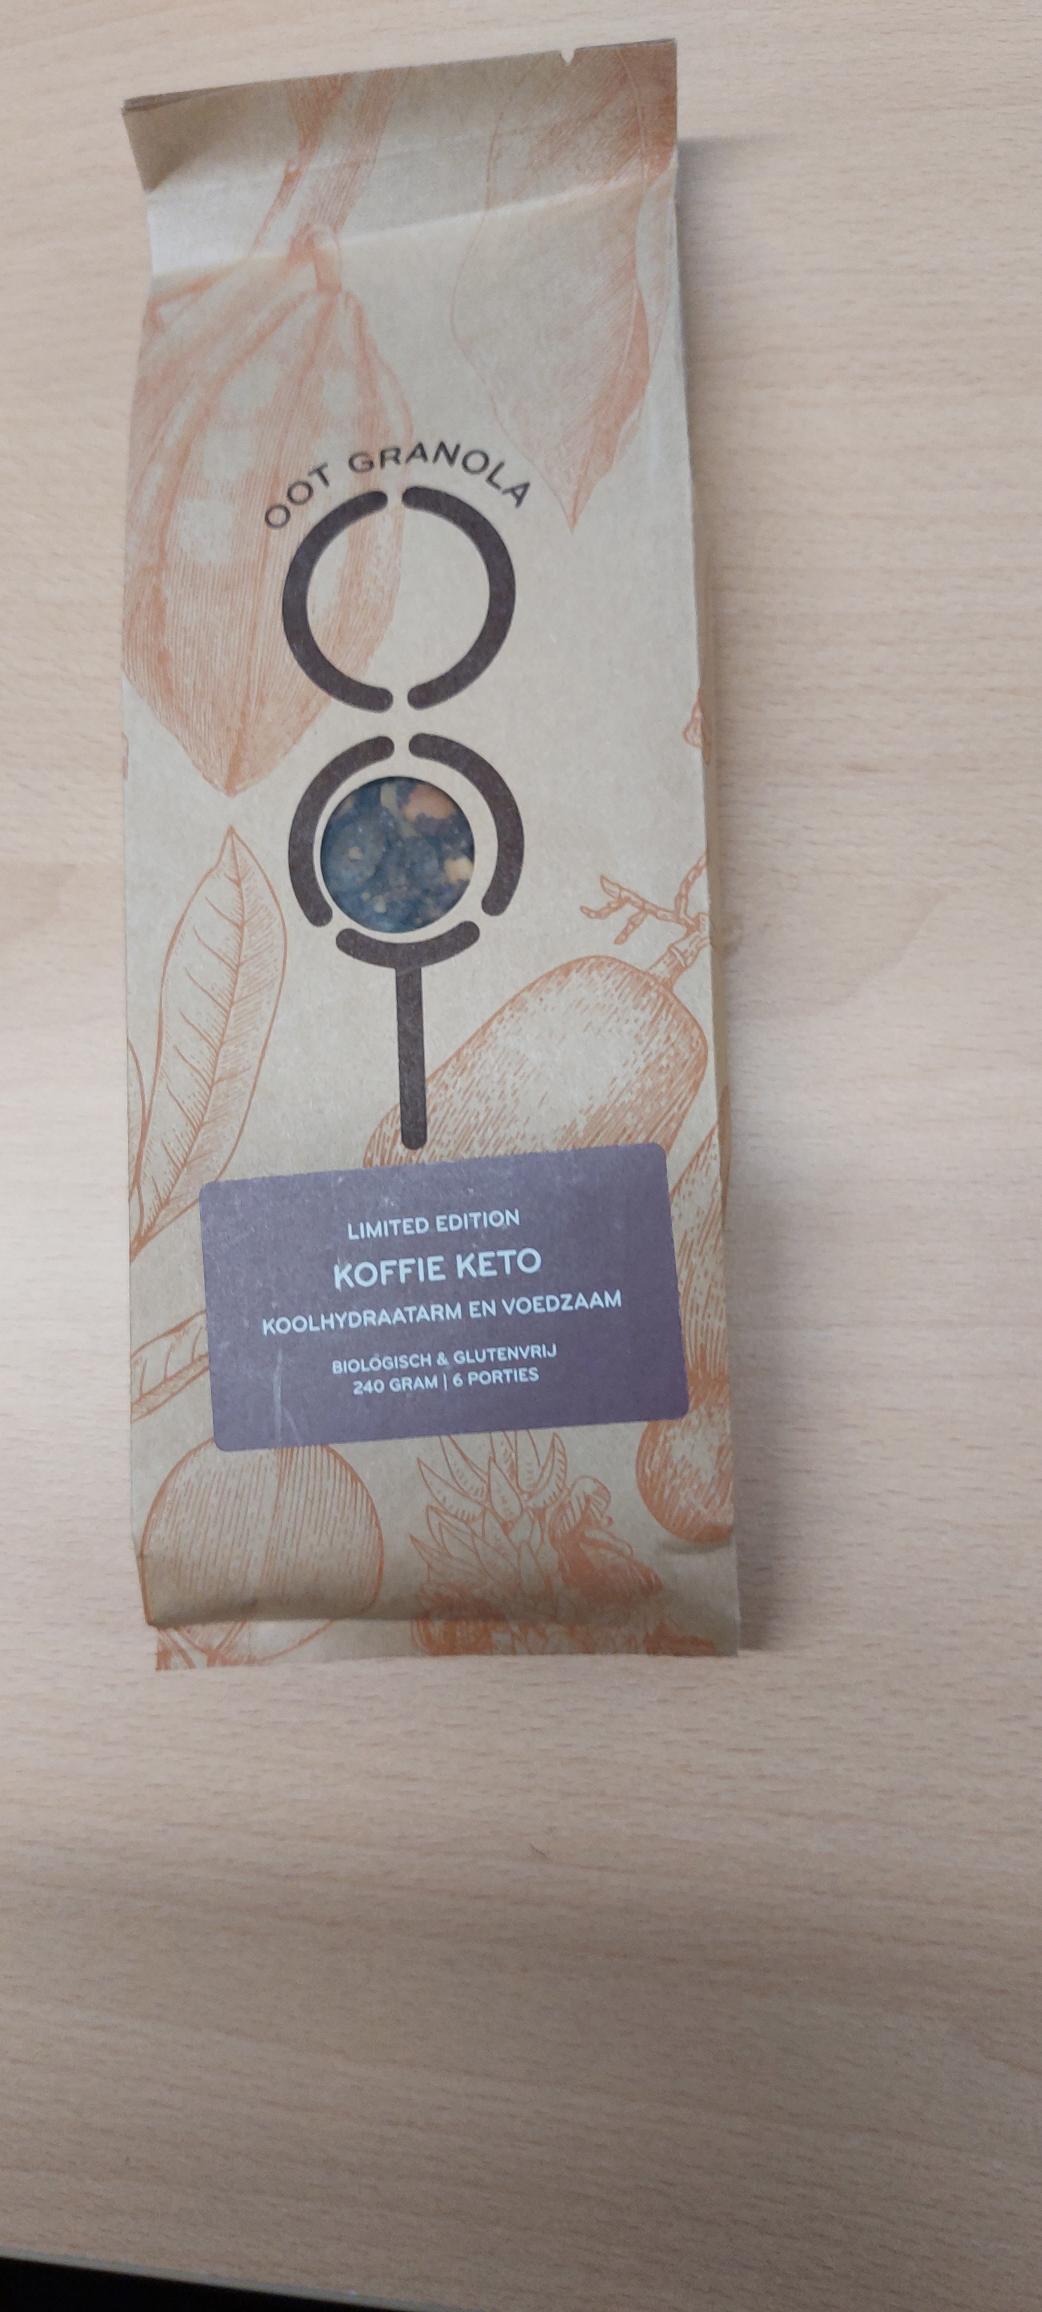 OOT GRANOLA
LIMITED EDITION
KOFFIE KETO
KOOLHYDRAATARM EN VOEDZAAM
BIOLOGISCH & GLUTENVRIJ
240 GRAM | 6 PORTIES